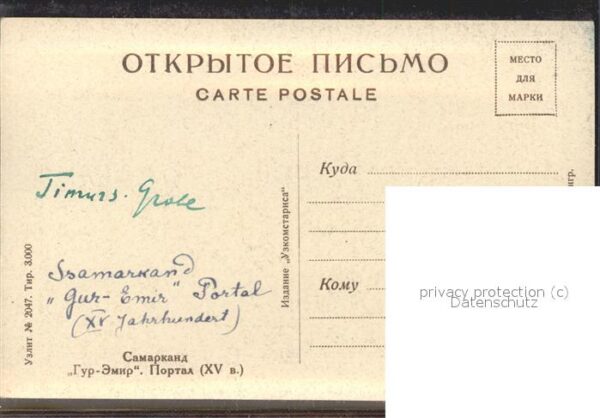 ОТКРЫТОЕ ПИСЬМО
CARTE POSTALE
МЕСТО
ДЛЯ
МАРКИ
Timurs. Grabe
Ssamarkand
„Gur-Emir" Portal
(XV Jahrhundert)
Самарканд
„Гур-Эмир". Портал (XV в.)
Узлит № 2047. Тир. 3.000
Издание „Узкомстариса"
Куда
Кому
privacy protection (c)
Datenschutz